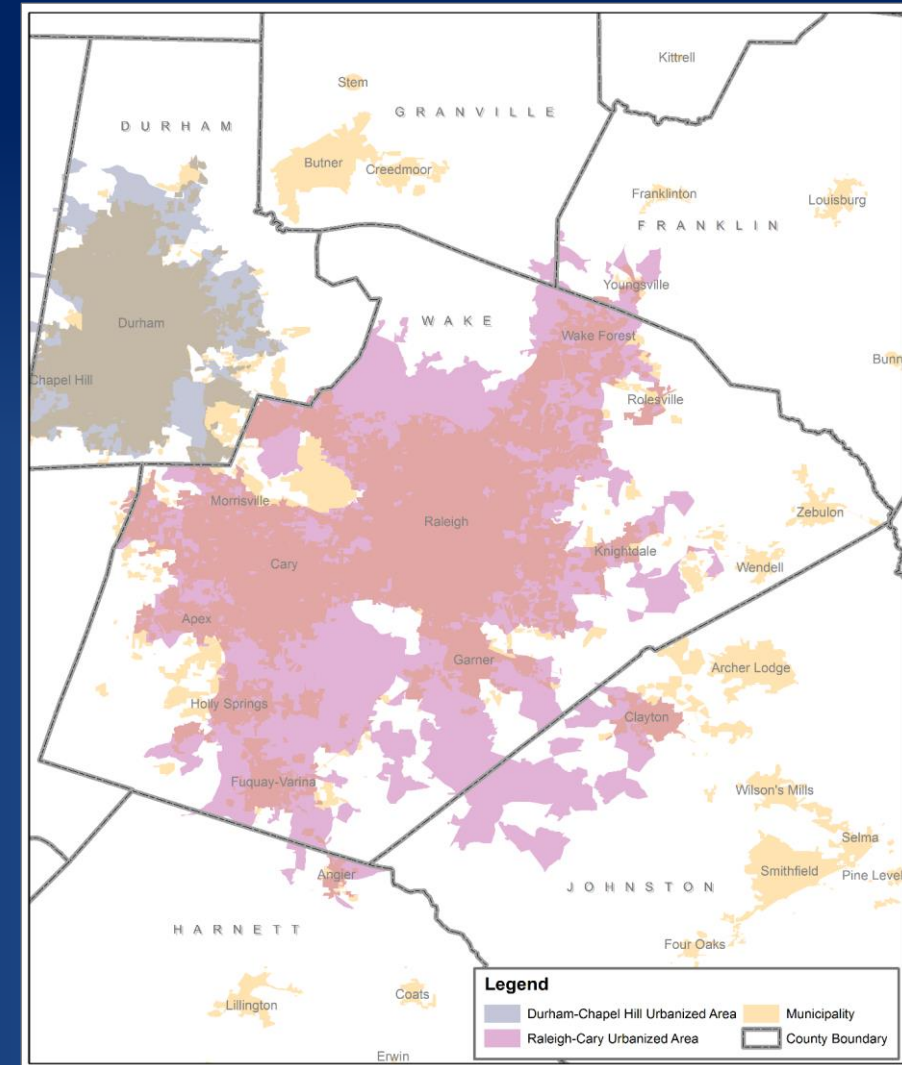 Kittrell
Stem
GRANVILLE
DURHAM
Butner
Creedmoor
Franklinton
Louisburg
FRANKLIN
Youngsville
WAKE
Durham
Wake Forest
Chapel Hill
Rolesville
Morrisville
Zebulon
Raleigh
Knightdale
Cary
Wendell
Apex
Garner
Archer Lodge
Holly Springs
Clayton
Fuquay-Varina
Wilson's Mills
Selma
Smithfield
Pine Level
Angier
JOHNSTON
HARNETT
Four Oaks
Lillington
Coats
Erwin
Legend
Durham-Chapel Hill Urbanized Area
Municipality
Raleigh-Cary Urbanized Area
County Boundary